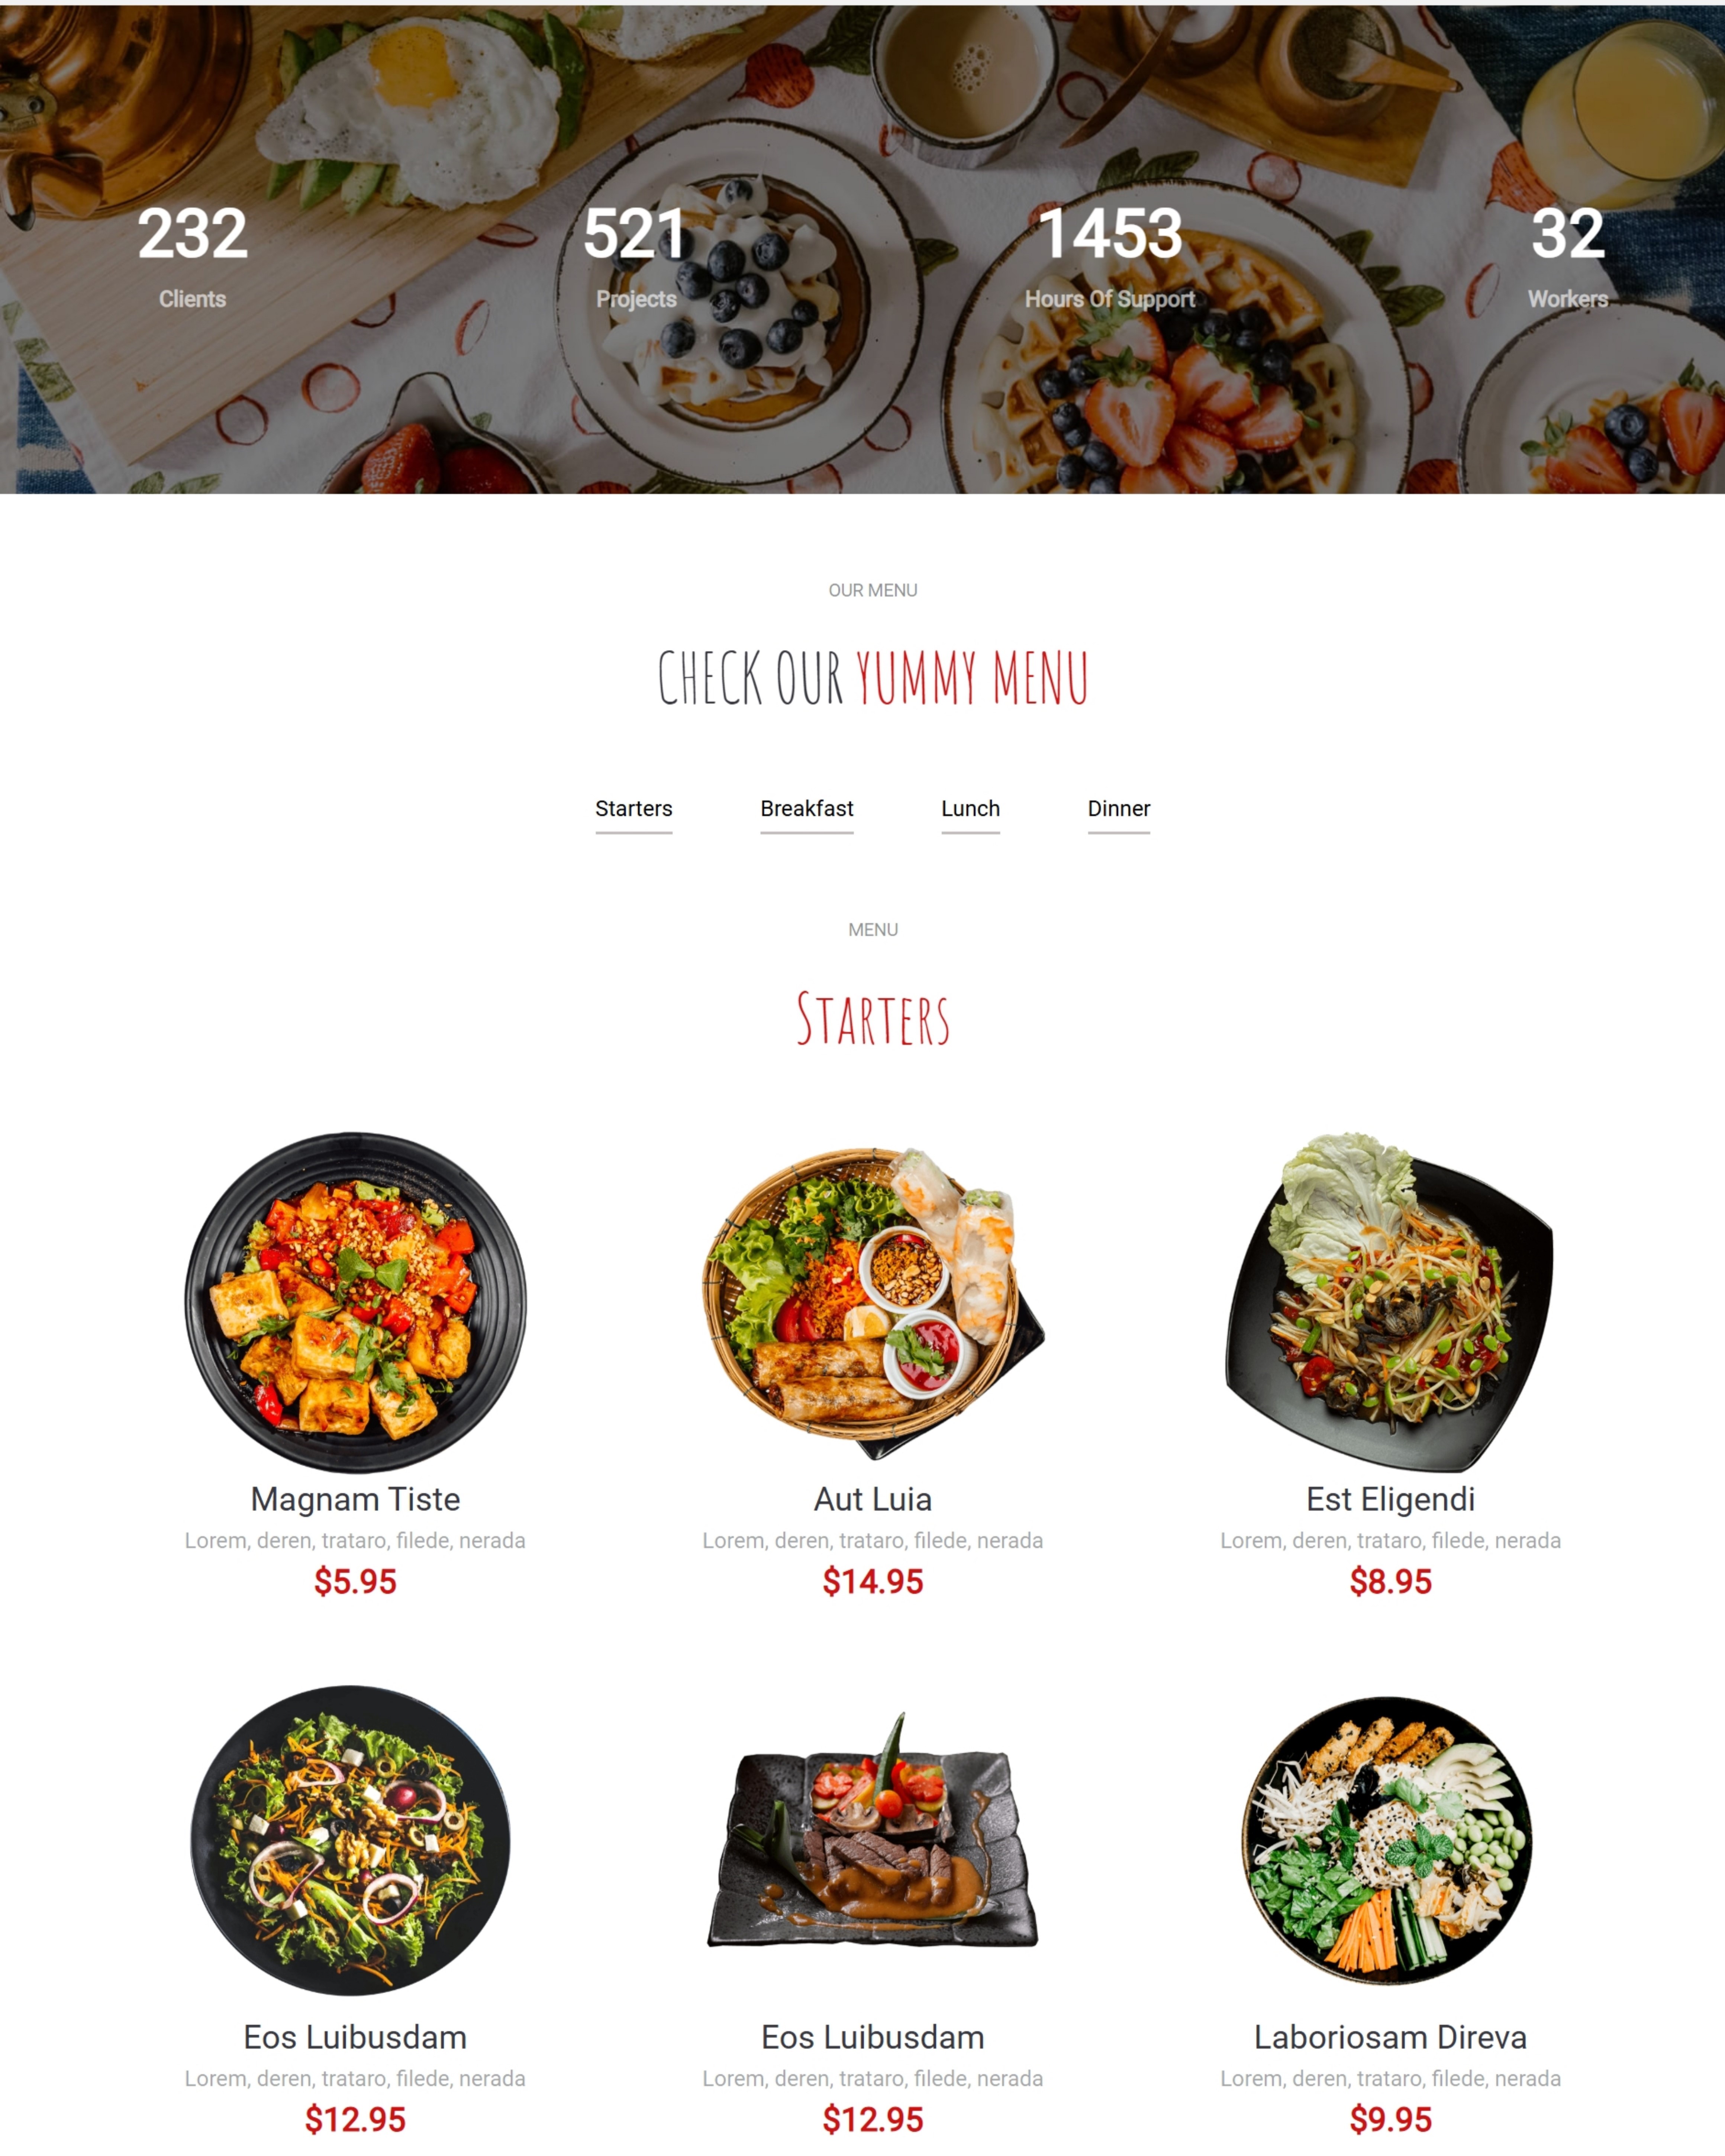 232 521 1453 32
Clients Projects Hours Of Support Workers
OUR MENU
CHECK OUR YUMMY MENU
Starters Breakfast Lunch Dinner
MENU
STARTERS
Magnam Tiste Aut Luia Est Eligendi
Lorem, deren, trataro, filede, nerada Lorem, deren, trataro, filede, nerada Lorem, deren, trataro, filede, nerada
$5.95 $14.95 $8.95
Eos Luibusdam Eos Luibusdam Laboriosam Direva
Lorem, deren, trataro, filede, nerada Lorem, deren, trataro, filede, nerada Lorem, deren, trataro, filede, nerada
$12.95 $12.95 $9.95